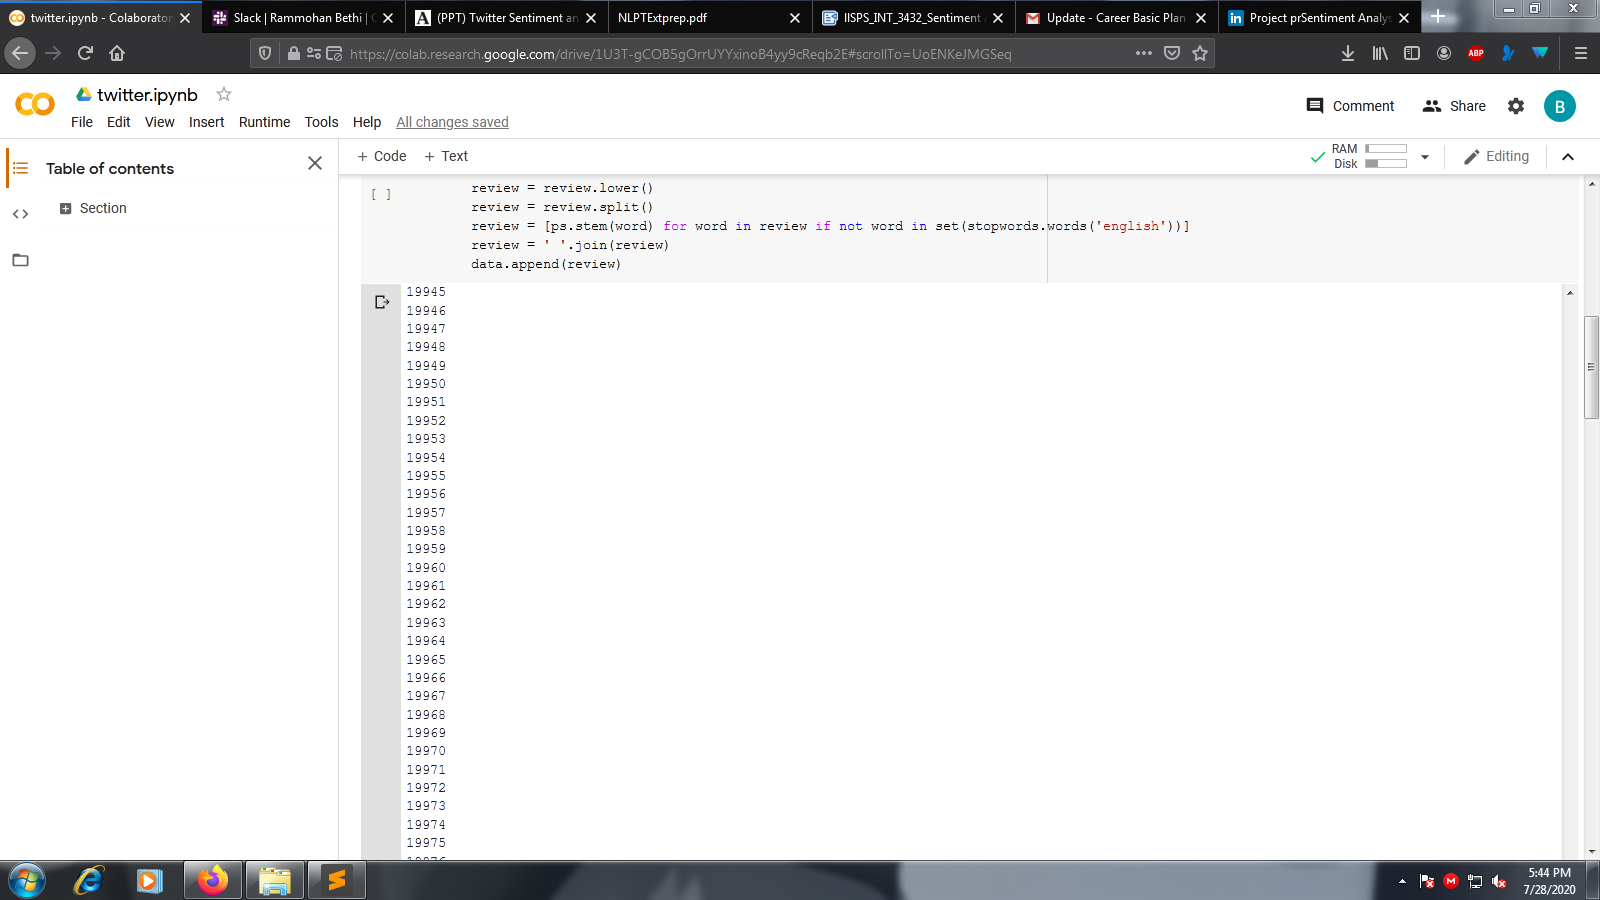 twitter.ipynb - Colaborator
Slack | Rammohan Bethi | C
(PPT) Twitter Sentiment an
NLPTExtprep.pdf
IISPS_INT_3432_Sentiment
Update - Career Basic Plan
Project prSentiment Analys
https://colab.research.google.com/drive/1U3T-gCOB5gOrrUYYxinoB4yy9cReqb2E#scrollTo=UoENKeJMGSeq
ABP
twitter.ipynb
Comment
Share
B
File Edit View Insert Runtime Tools Help All changes saved
Table of contents
+ Code + Text
RAM
Disk
Editing
Section
[ ]
review = review.lower()
review = review.split()
review = [ps.stem(word) for word in review if not word in set(stopwords.words('english'))]
review = ' '.join(review)
data.append(review)
19945
19946
19947
19948
19949
19950
19951
19952
19953
19954
19955
19956
19957
19958
19959
19960
19961
19962
19963
19964
19965
19966
19967
19968
19969
19970
19971
19972
19973
19974
19975
19976
5:44 PM
7/28/2020